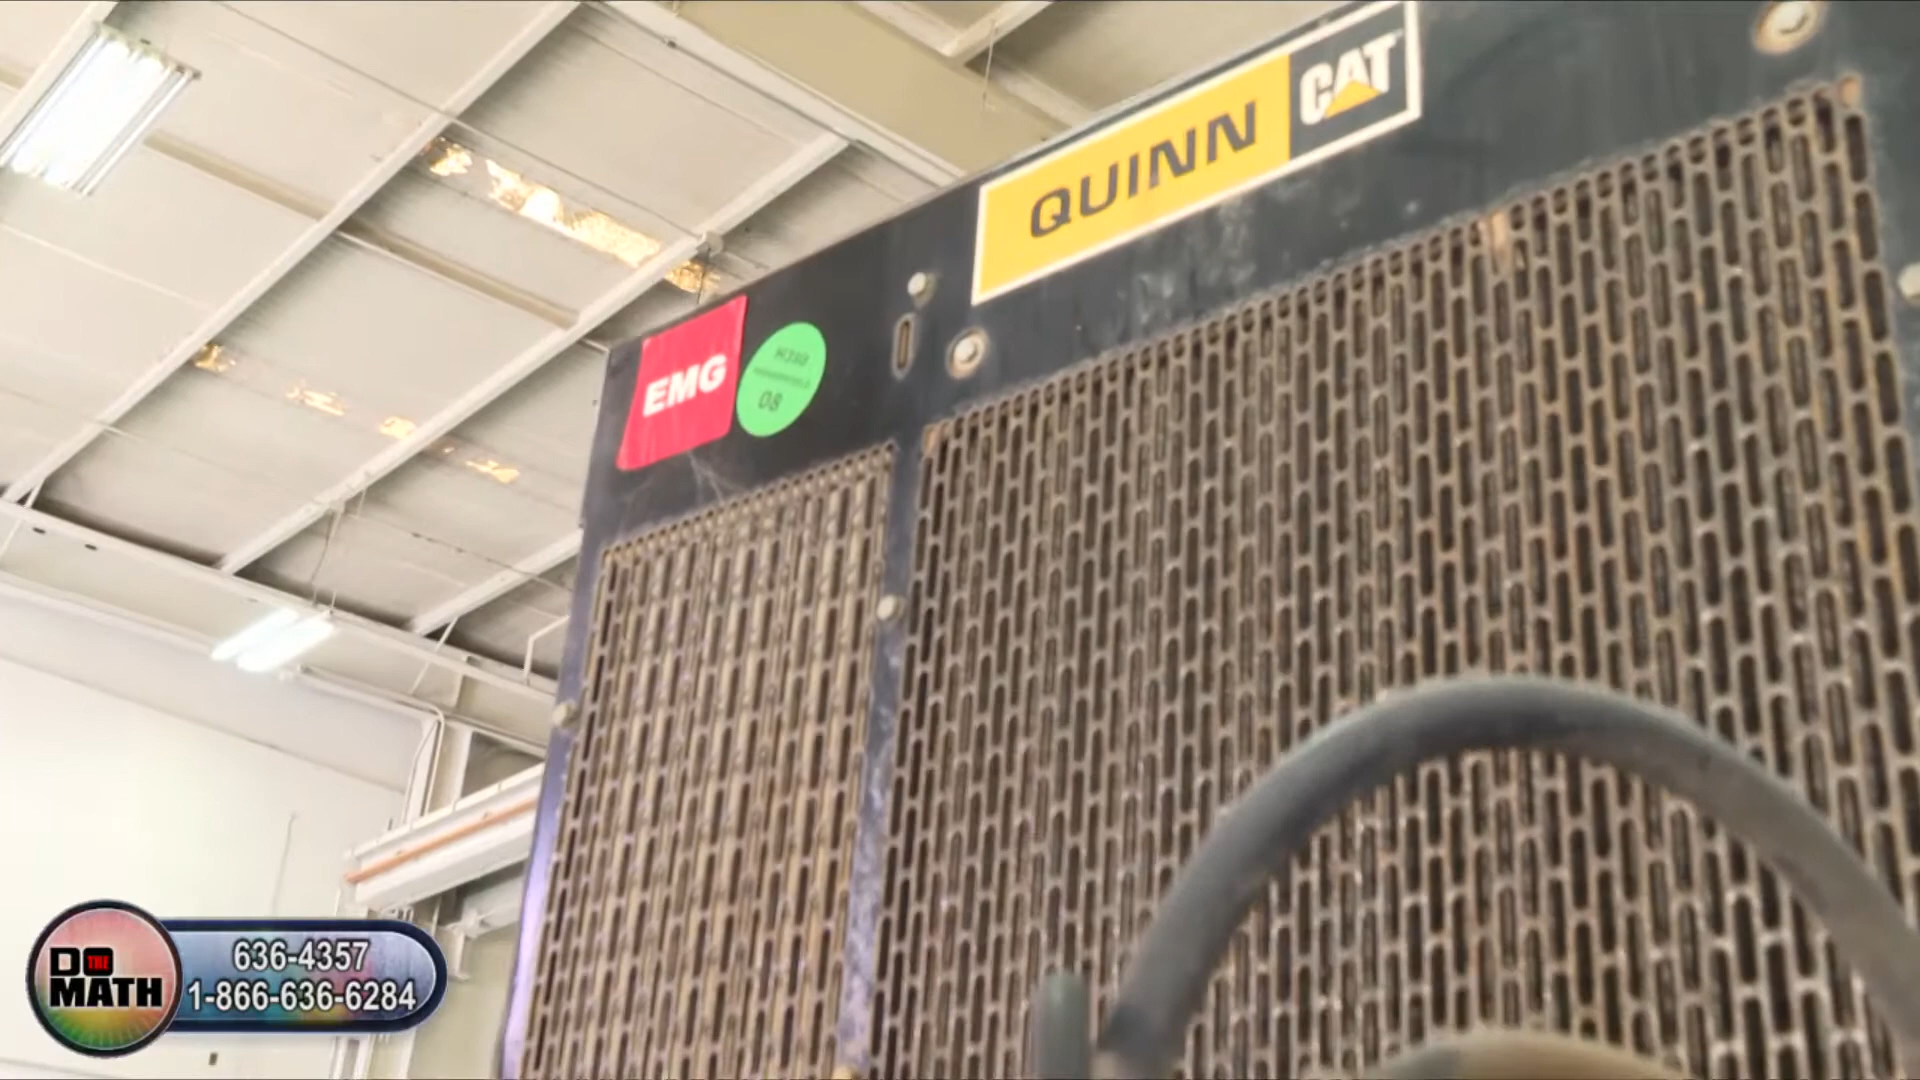 QUINN CAT
EMG
08
DO THE MATH
636-4357
1-866-636-6284